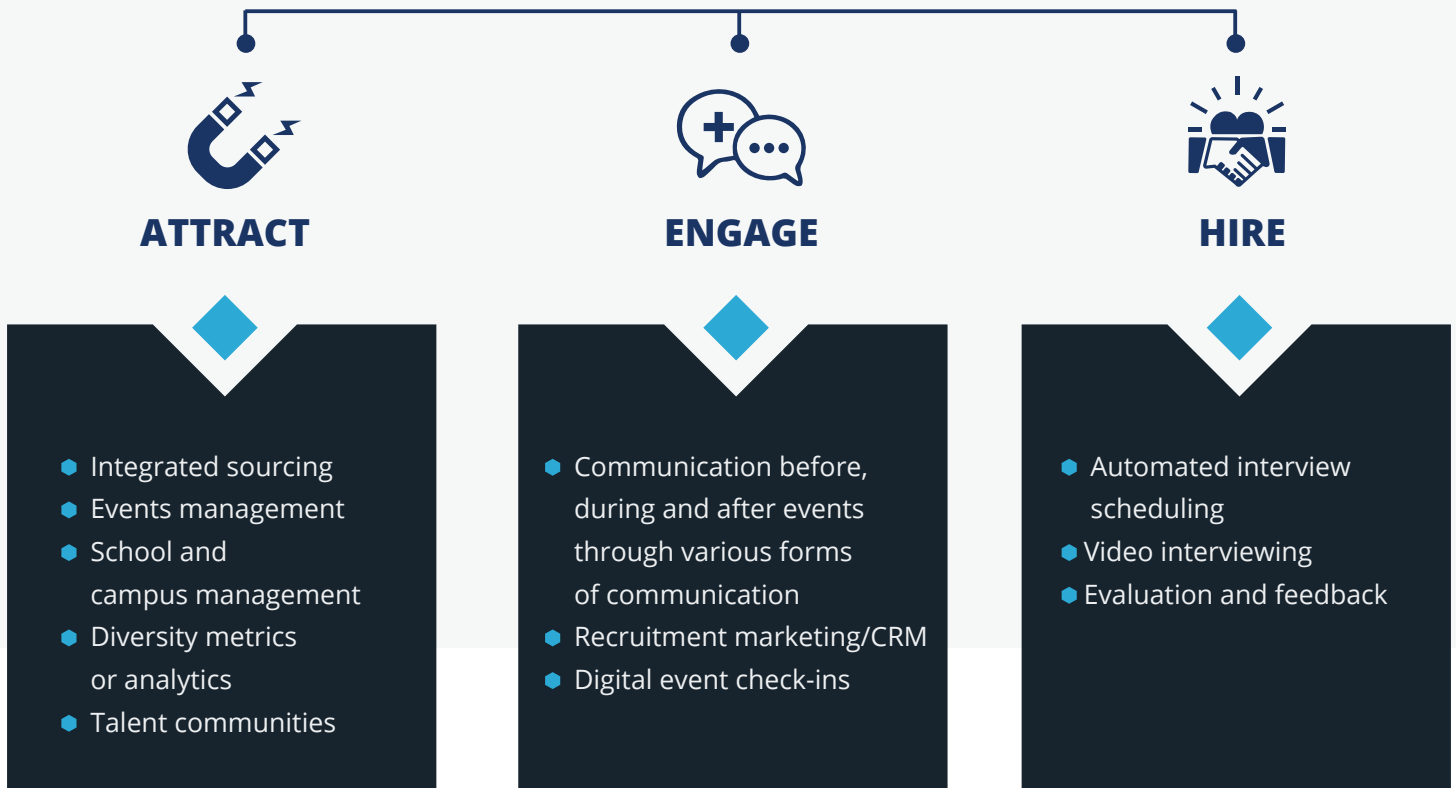 ATTRACT
Integrated sourcing
Events management
School and
campus management
Diversity metrics
or analytics
Talent communities
ENGAGE
Communication before,
during and after events
through various forms
of communication
Recruitment marketing/CRM
Digital event check-ins
HIRE
Automated interview
scheduling
Video interviewing
Evaluation and feedback